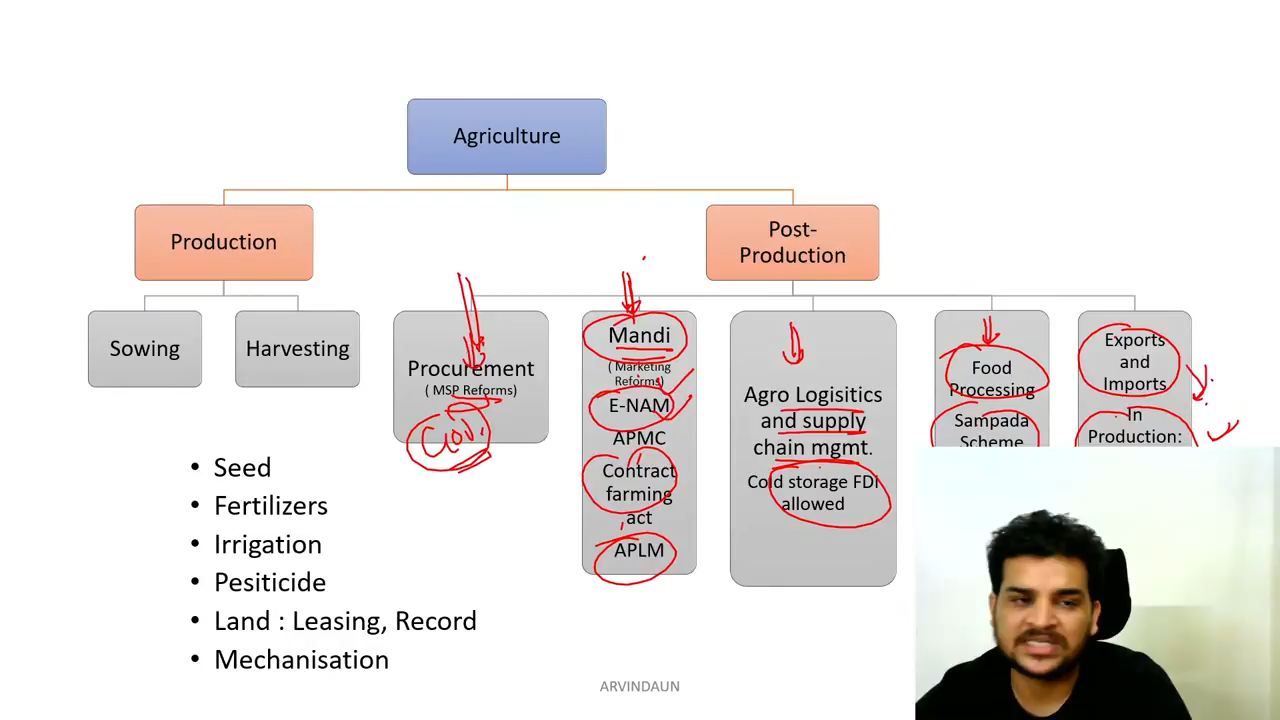 Agriculture
Production
Post-
Production
Sowing
Harvesting
Procurement
( MSP Reforms)
Govt.
Mandi
( Marketing
Reforms)
E-NAM
APMC
Contract
farming
act
APLM
Agro Logisitics
and supply
chain mgmt.
Cold storage FDI
allowed
Food
Processing
Sampada
Scheme
Exports
and
Imports
In
Production:
• Seed
• Fertilizers
• Irrigation
• Pesiticide
• Land : Leasing, Record
• Mechanisation
ARVINDAUN